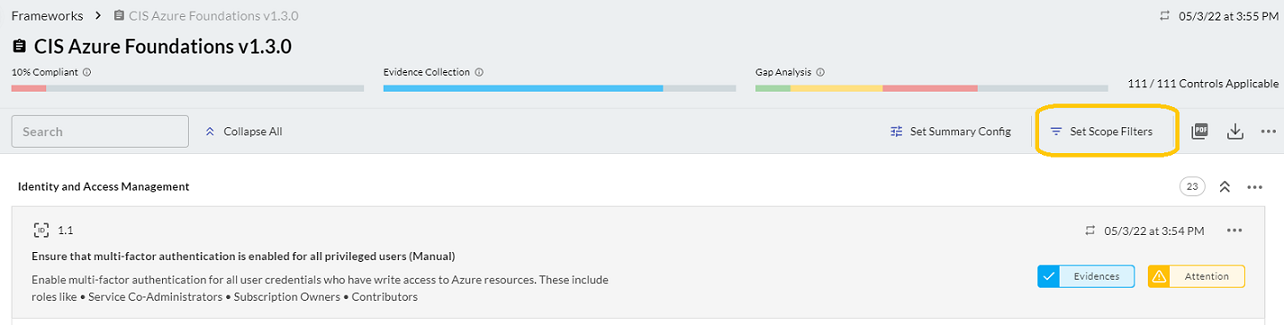 Frameworks > CIS Azure Foundations v1.3.0
05/3/22 at 3:55 PM
CIS Azure Foundations v1.3.0
10% Compliant
Evidence Collection
Gap Analysis
111 / 111 Controls Applicable
Search
Collapse All
Set Summary Config
Set Scope Filters
PDF
Identity and Access Management
23
ID
1.1
05/3/22 at 3:54 PM
Ensure that multi-factor authentication is enabled for all privileged users (Manual)
Enable multi-factor authentication for all user credentials who have write access to Azure resources. These include
roles like • Service Co-Administrators • Subscription Owners • Contributors
Evidences
Attention